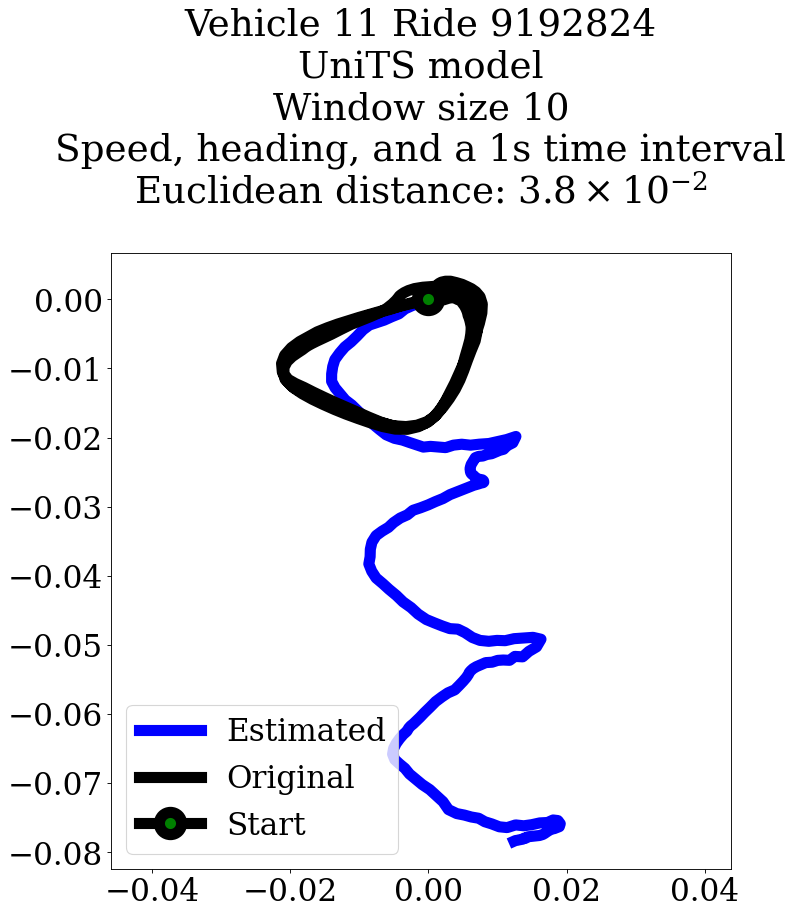 Vehicle 11 Ride 9192824
UniTS model
Window size 10
Speed, heading, and a 1s time interval
Euclidean distance: 3.8 × 10⁻²
0.00
−0.01
−0.02
−0.03
−0.04
−0.05
−0.06
−0.07
−0.08
Estimated
Original
Start
−0.04 −0.02 0.00 0.02 0.04